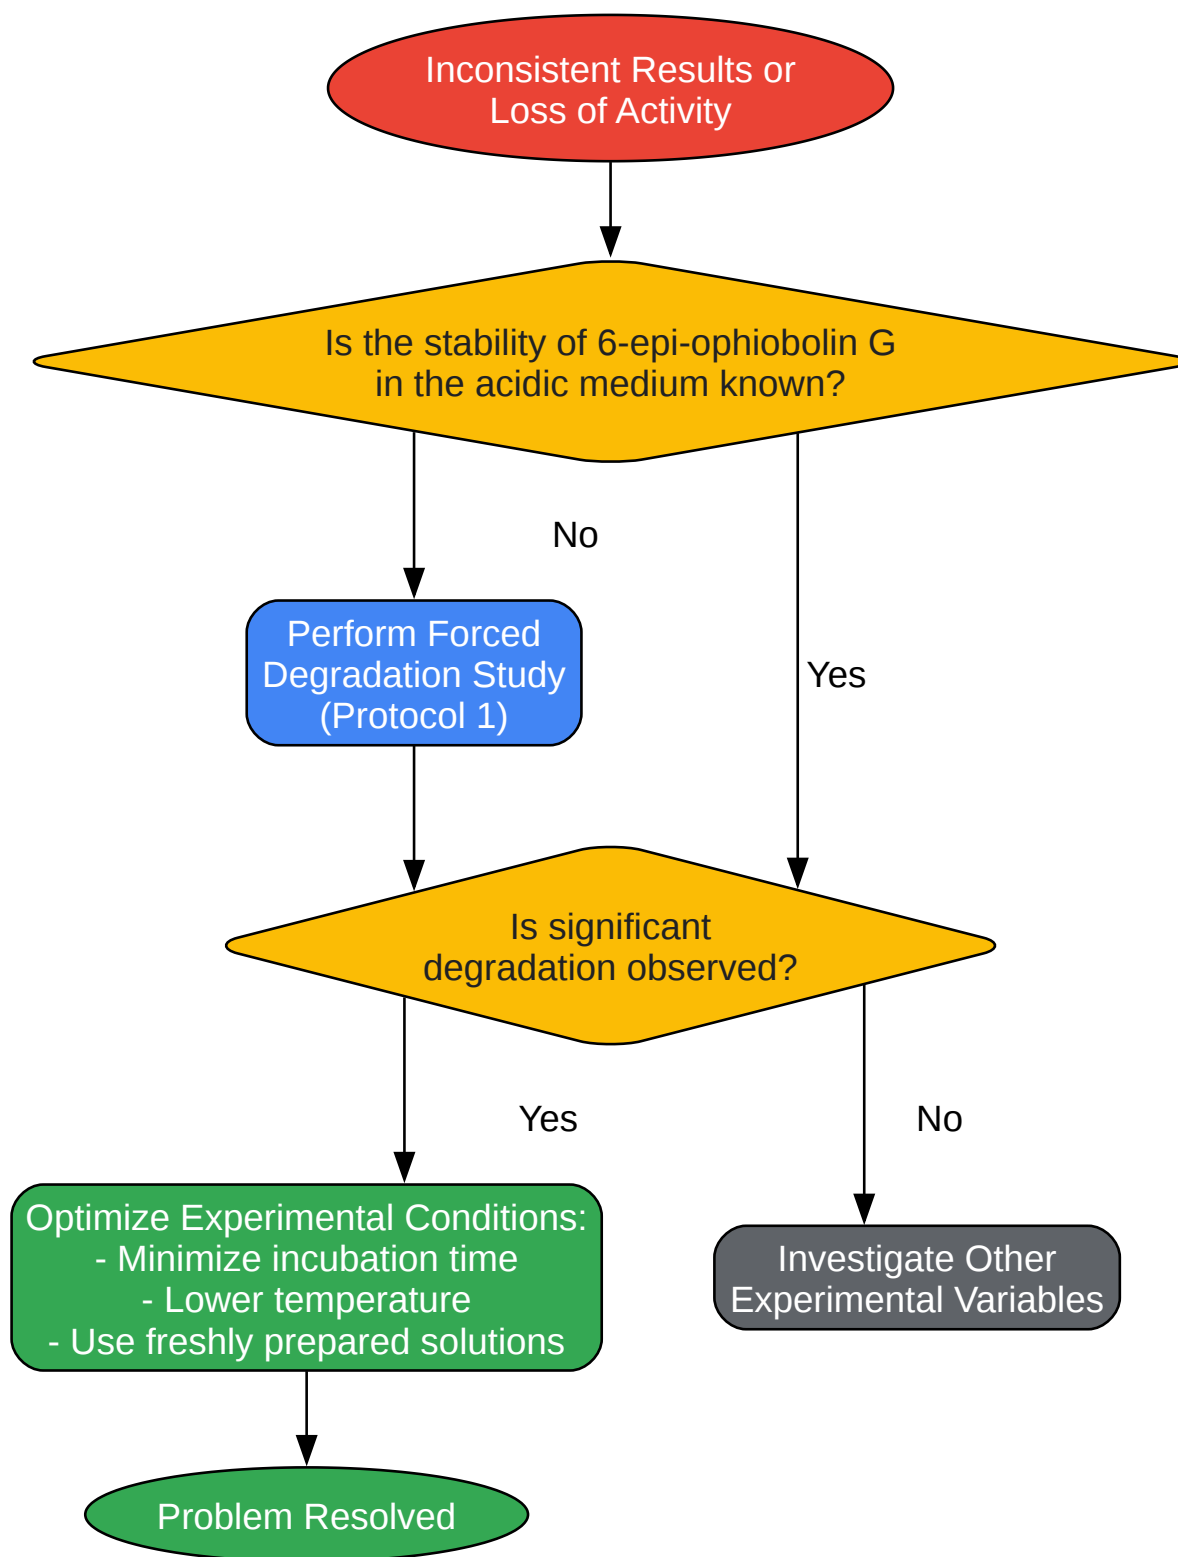 Inconsistent Results or
Loss of Activity
Is the stability of 6-epi-ophiobolin G
in the acidic medium known?
No
Perform Forced
Degradation Study
(Protocol 1)
Yes
Is significant
degradation observed?
Yes
No
Optimize Experimental Conditions:
- Minimize incubation time
- Lower temperature
- Use freshly prepared solutions
Investigate Other
Experimental Variables
Problem Resolved